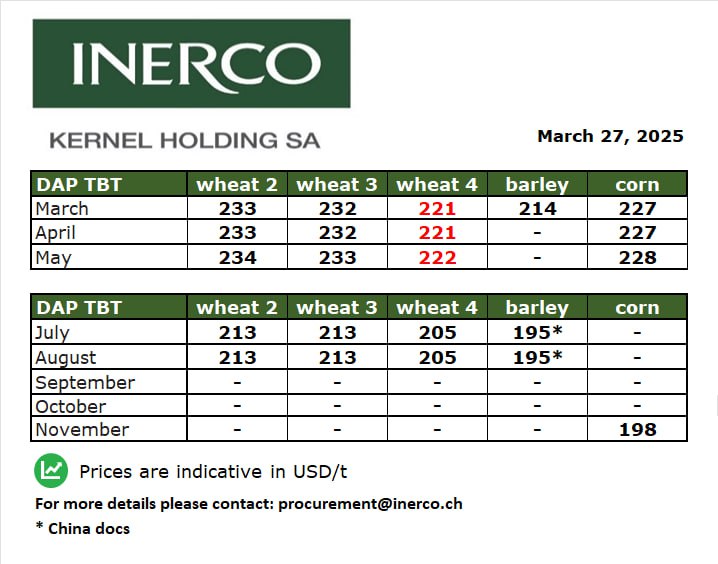 INERCO
KERNEL HOLDING SA
March 27, 2025
DAP TBT wheat 2 wheat 3 wheat 4 barley corn
March 233 232 221 214 227
April 233 232 221 - 227
May 234 233 222 - 228
DAP TBT wheat 2 wheat 3 wheat 4 barley corn
July 213 213 205 195* -
August 213 213 205 195* -
September - - - - -
October - - - - -
November - - - - 198
Prices are indicative in USD/t
For more details please contact: procurement@inerco.ch
* China docs